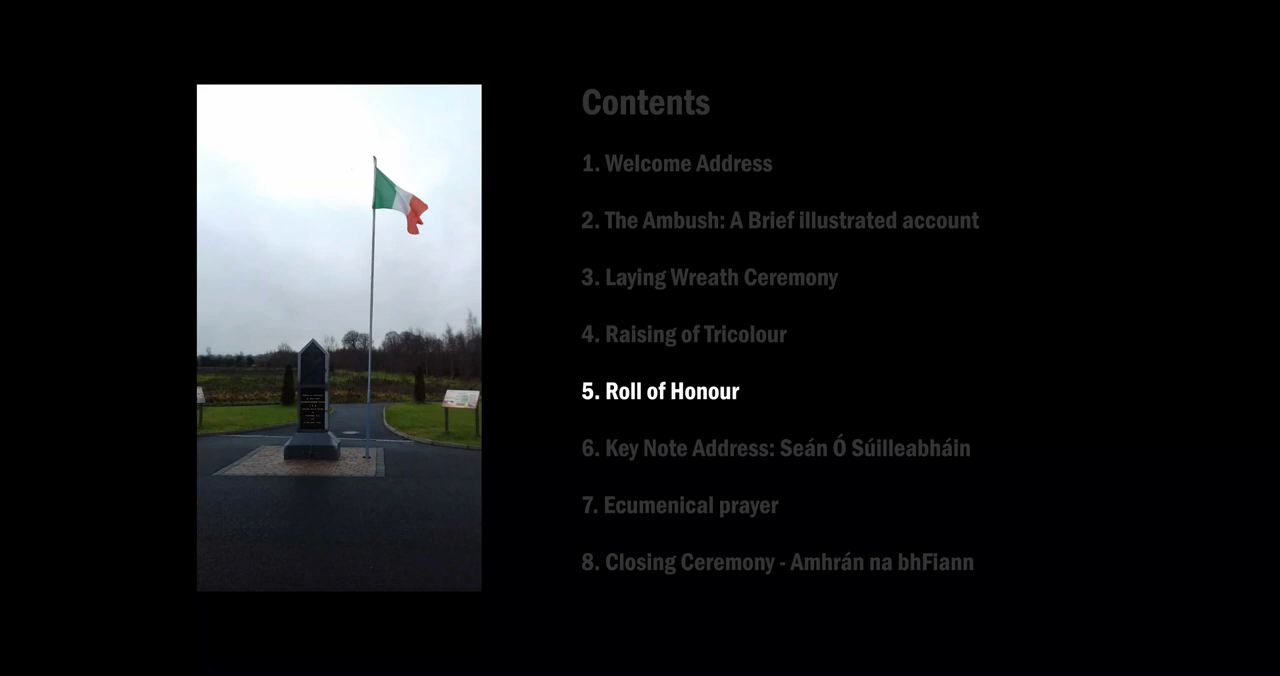 Contents
1. Welcome Address
2. The Ambush: A Brief illustrated account
3. Laying Wreath Ceremony
4. Raising of Tricolour
5. Roll of Honour
6. Key Note Address: Seán Ó Súilleabháin
7. Ecumenical prayer
8. Closing Ceremony - Amhrán na bhFiann